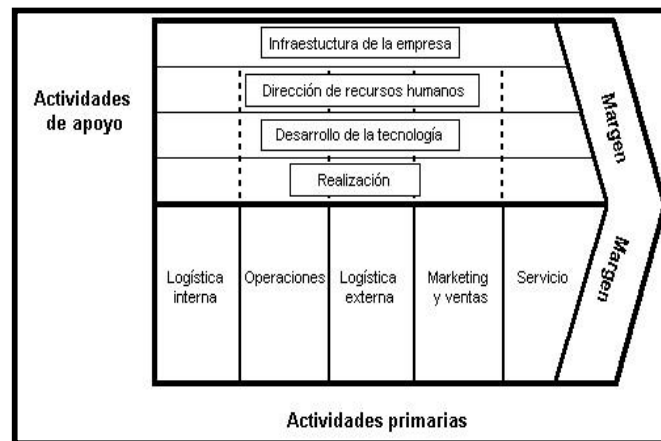 Infraestuctura de la empresa
Dirección de recursos humanos
Desarrollo de la tecnología
Realización
Actividades
de apoyo
Margen
Margen
Logística
interna
Operaciones
Logística
externa
Marketing
y ventas
Servicio
Actividades primarias